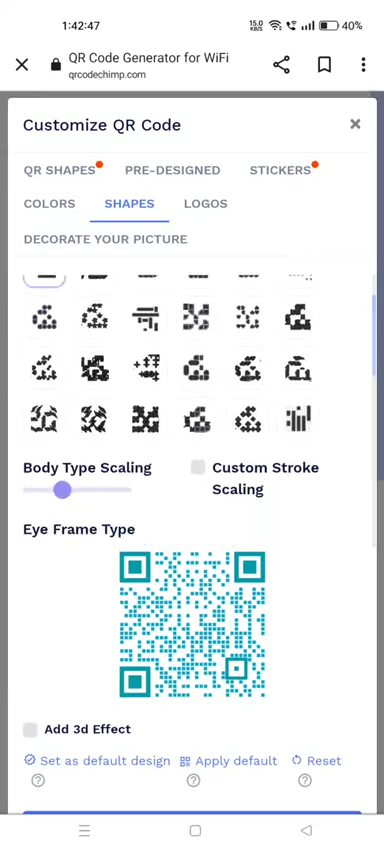 1:42:47
15.0
KB/S
40%
QR Code Generator for WiFi
qrcodechimp.com
Customize QR Code
QR SHAPES
PRE-DESIGNED
STICKERS
COLORS
SHAPES
LOGOS
DECORATE YOUR PICTURE
Body Type Scaling
Custom Stroke
Scaling
Eye Frame Type
Add 3d Effect
Set as default design
Apply default
Reset